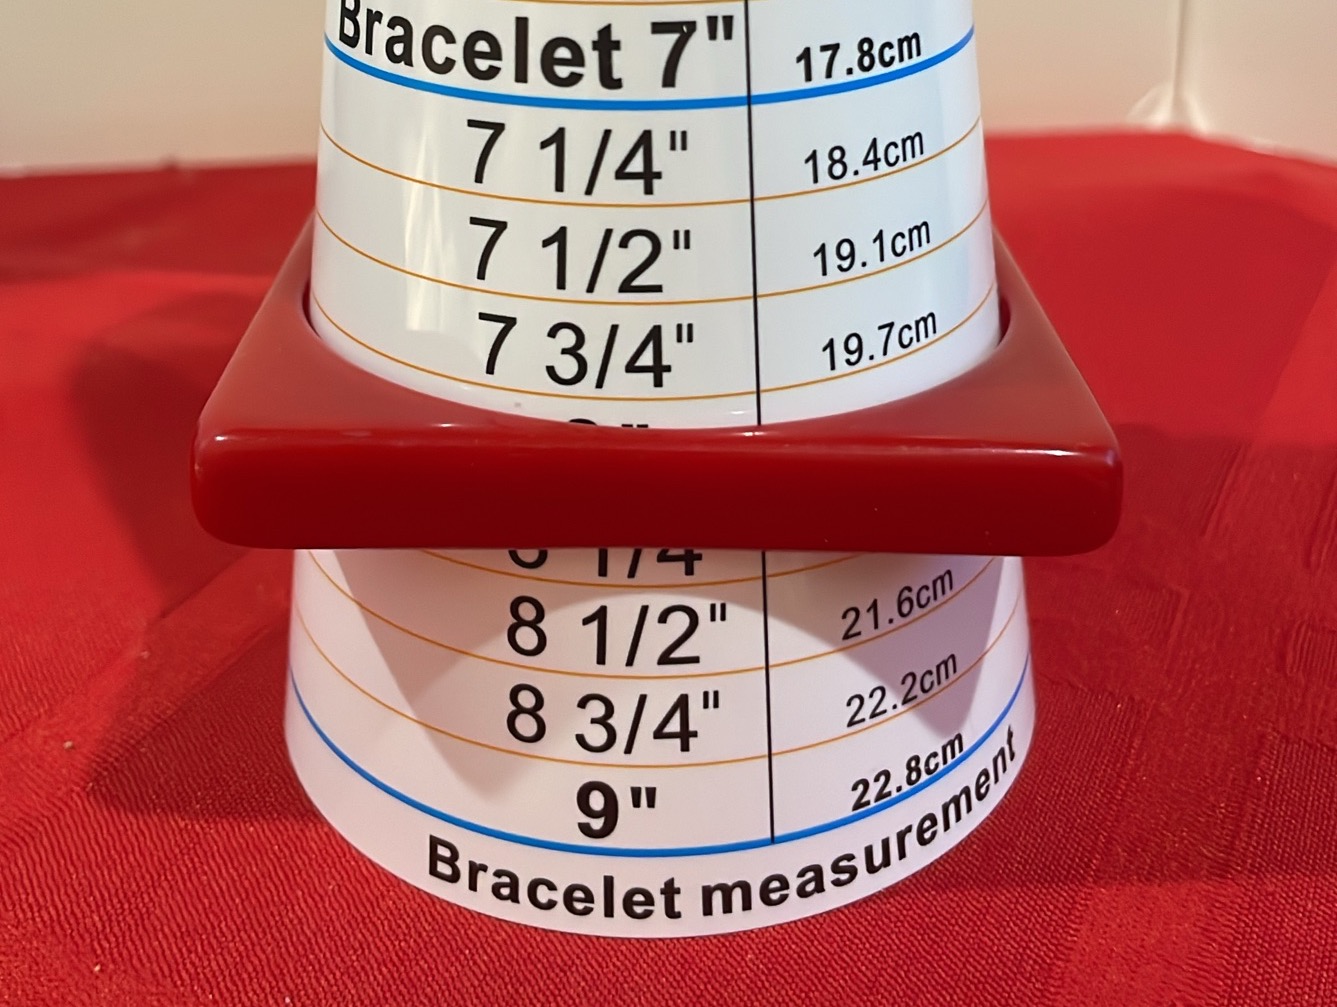 Bracelet 7" 17.8cm
7 1/4" 18.4cm
7 1/2" 19.1cm
7 3/4" 19.7cm
8 1/2" 21.6cm
8 3/4" 22.2cm
9" 22.8cm
Bracelet measurement